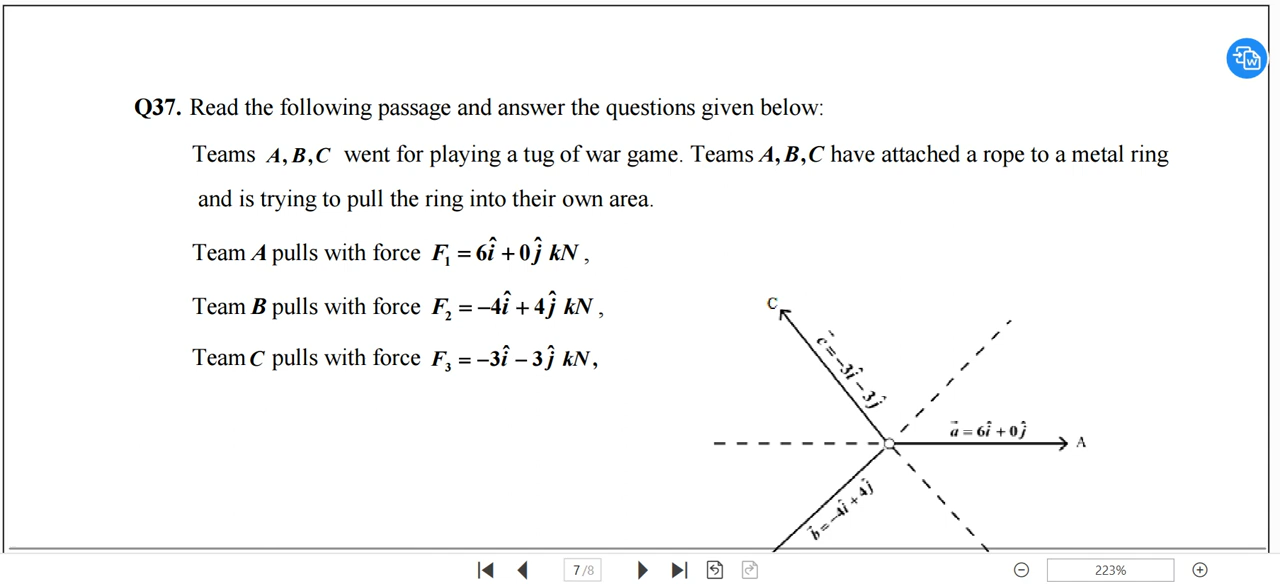 Q37. Read the following passage and answer the questions given below:
Teams A, B, C went for playing a tug of war game. Teams A, B, C have attached a rope to a metal ring
and is trying to pull the ring into their own area.
Team A pulls with force F₁ = 6î + 0ĵ kN ,
Team B pulls with force F₂ = −4î + 4ĵ kN ,
Team C pulls with force F₃ = −3î − 3ĵ kN,
C
c⃗ = −3î − 3ĵ
a⃗ = 6î + 0ĵ
A
b⃗ = −4î + 4ĵ
7/8
223%